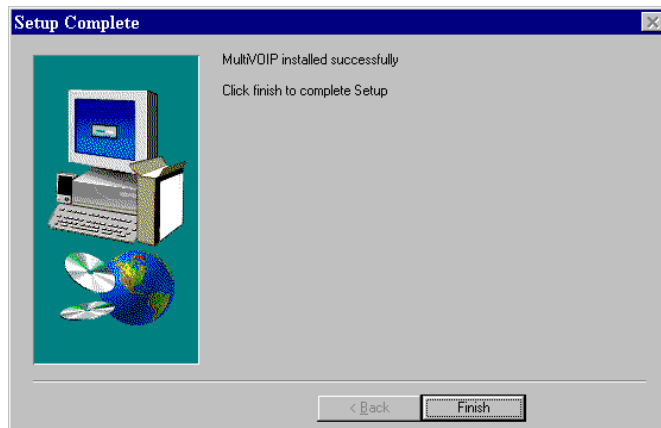 Setup Complete
MultiVOIP installed successfully
Click finish to complete Setup
< Back
Finish